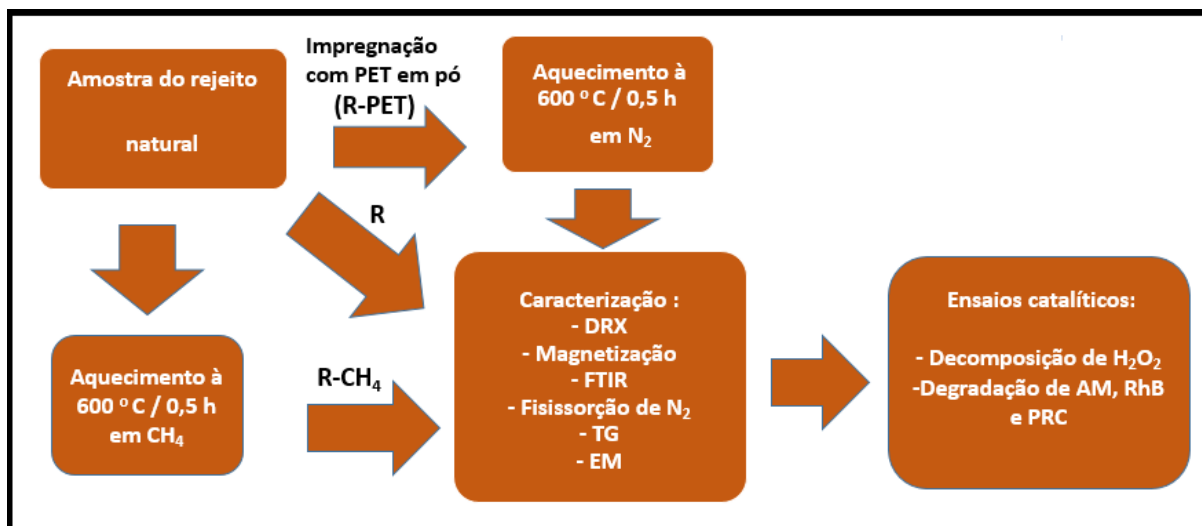 Amostra do rejeito
natural
Impregnação
com PET em pó
(R-PET)
Aquecimento à
600 º C / 0,5 h
em N₂
R
Aquecimento à
600 º C / 0,5 h
em CH₄
R-CH₄
Caracterização :
- DRX
- Magnetização
- FTIR
- Fisissorção de N₂
- TG
- EM
Ensaios catalíticos:
- Decomposição de H₂O₂
-Degradação de AM, RhB
e PRC